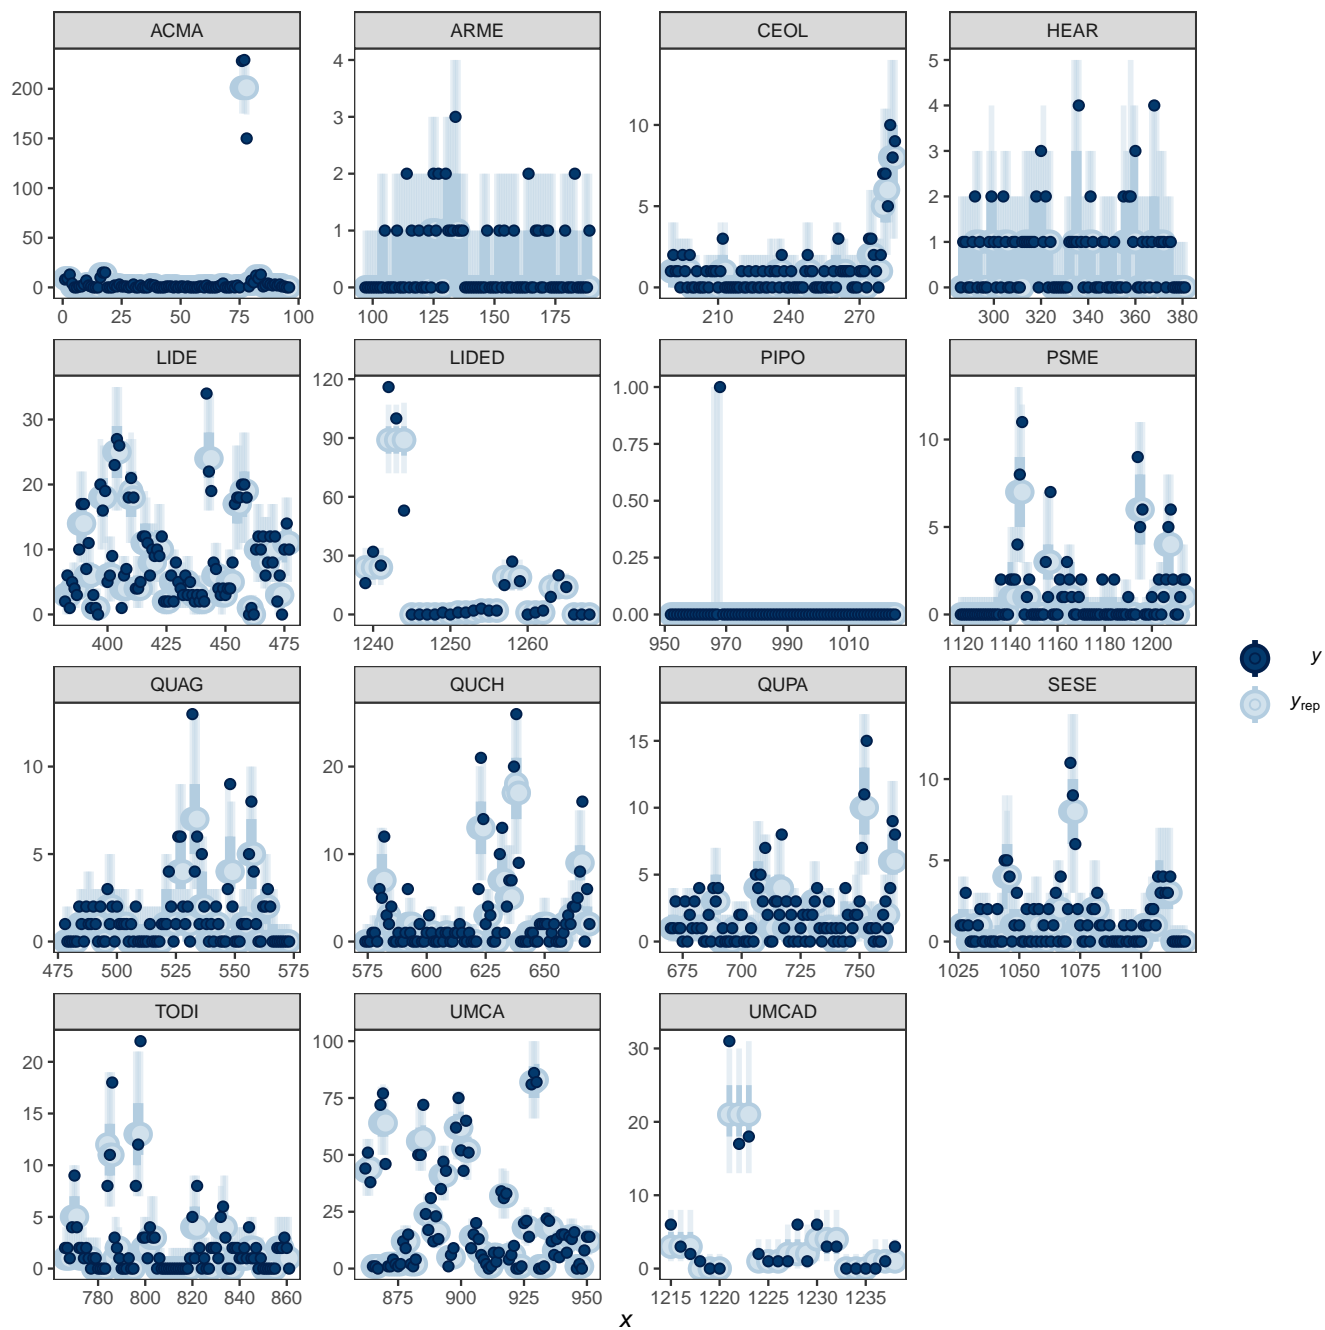 ACMA ARME CEOL HEAR
200
150
100
50
0
0 25 50 75 100
4
3
2
1
0
100 125 150 175
10
5
0
210 240 270
5
4
3
2
1
0
300 320 340 360 380
LIDE LIDED PIPO PSME
30
20
10
0
400 425 450 475
120
90
60
30
0
1240 1250 1260
1.00
0.75
0.50
0.25
0.00
950 970 990 1010
10
5
0
1120 1140 1160 1180 1200
y
yrep
QUAG QUCH QUPA SESE
10
5
0
475 500 525 550 575
20
10
0
575 600 625 650
15
10
5
0
675 700 725 750
10
5
0
1025 1050 1075 1100
TODI UMCA UMCAD
20
15
10
5
0
780 800 820 840 860
100
75
50
25
0
875 900 925 950
30
20
10
0
1215 1220 1225 1230 1235
x